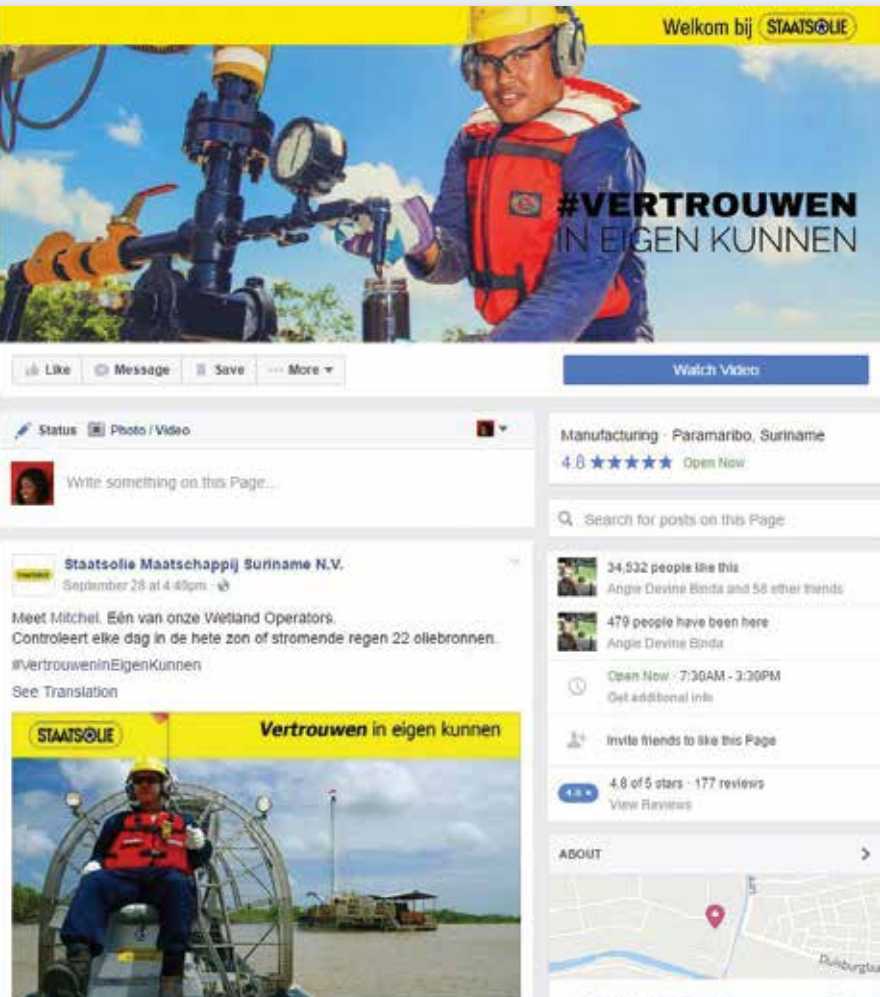 Welkom bij STAATSOLIE
#VERTROUWEN
IN EIGEN KUNNEN
Like Message Save More
Watch Video
Status Photo / Video
Write something on this Page...
Staatsolie Maatschappij Suriname N.V.
September 28 at 4:49pm
Meet Mitchel. Eén van onze Wetland Operators.
Controleert elke dag in de hete zon of stromende regen 22 oliebronnen.
#VertrouwenInEigenKunnen
See Translation
STAATSOLIE
Vertrouwen in eigen kunnen
Manufacturing · Paramaribo, Suriname
4.8 ★★★★★ Open Now
Search for posts on this Page
34,532 people like this
Angie Devine Binda and 58 other friends
479 people have been here
Angie Devine Binda
Open Now · 7:30AM - 3:30PM
Get additional info
Invite friends to like this Page
4.8 ★
4.8 of 5 stars · 177 reviews
View Reviews
ABOUT